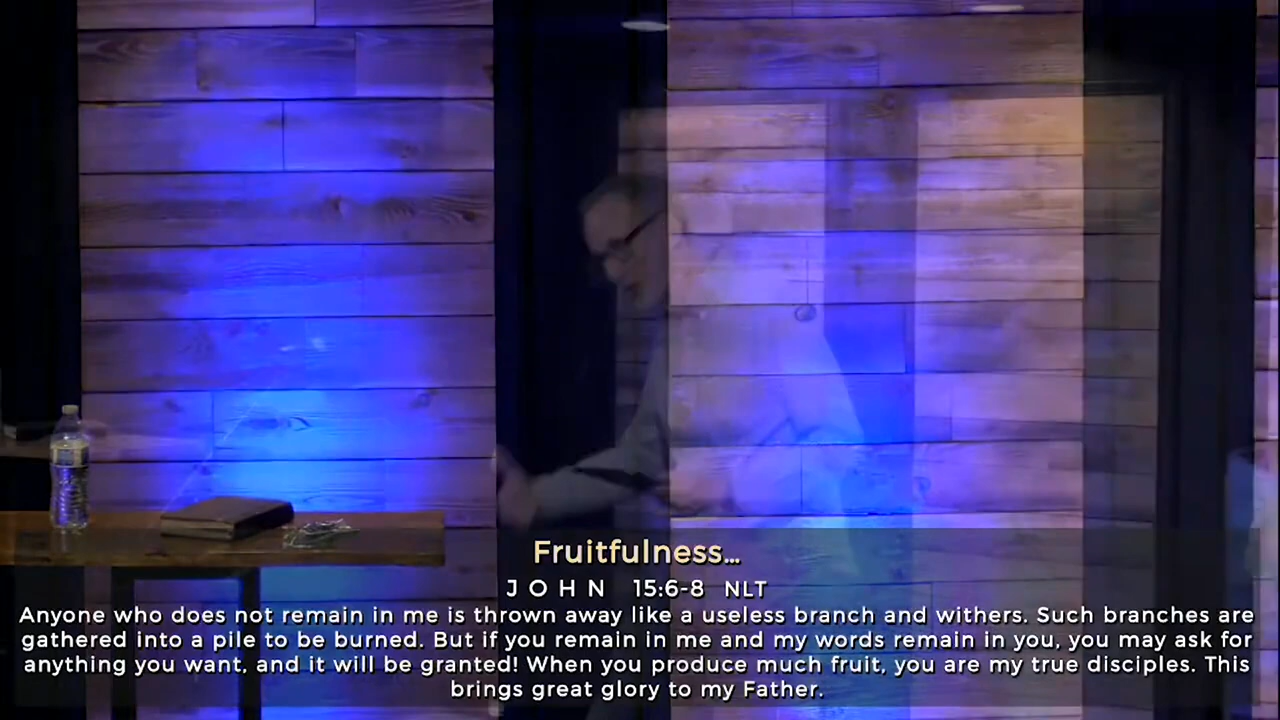 Fruitfulness...
JOHN 15:6-8 NLT
Anyone who does not remain in me is thrown away like a useless branch and withers. Such branches are
gathered into a pile to be burned. But if you remain in me and my words remain in you, you may ask for
anything you want, and it will be granted! When you produce much fruit, you are my true disciples. This
brings great glory to my Father.